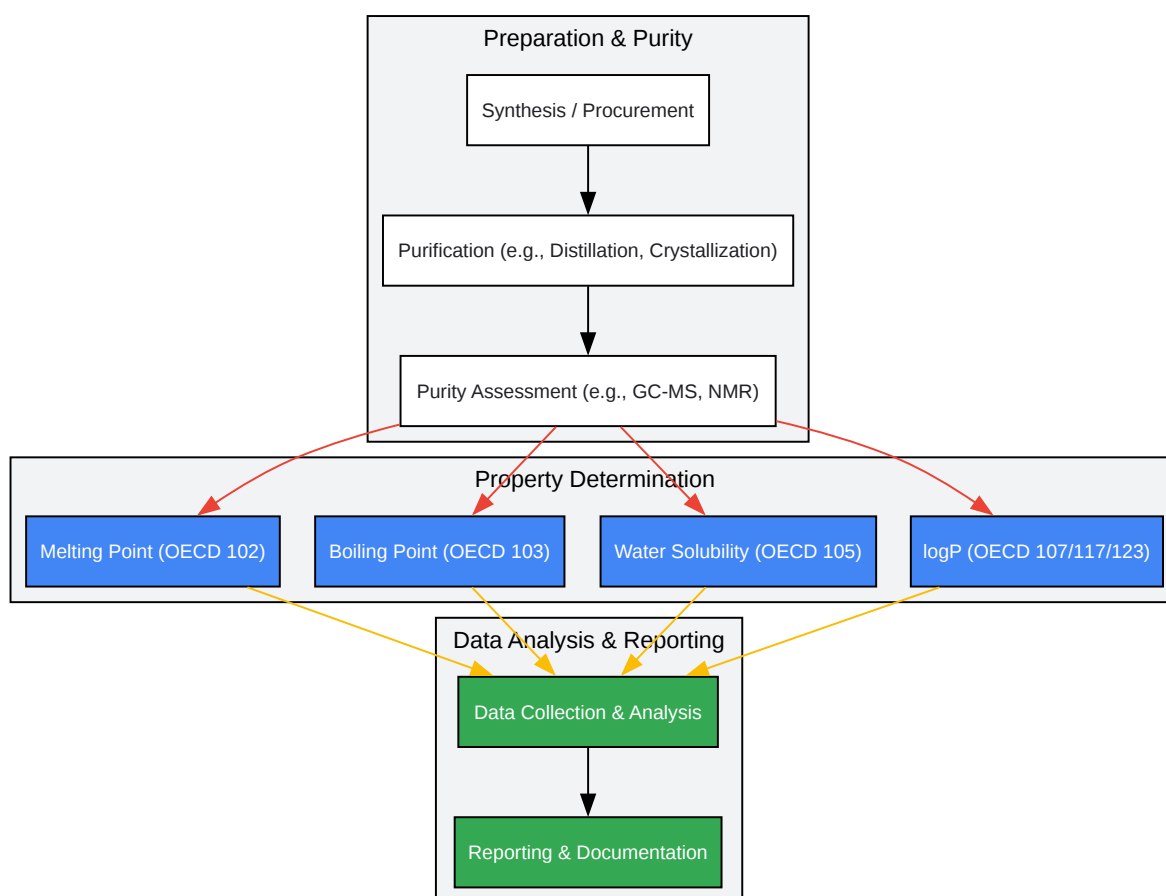 Preparation & Purity
Synthesis / Procurement
Purification (e.g., Distillation, Crystallization)
Purity Assessment (e.g., GC-MS, NMR)
Property Determination
Melting Point (OECD 102)
Boiling Point (OECD 103)
Water Solubility (OECD 105)
logP (OECD 107/117/123)
Data Analysis & Reporting
Data Collection & Analysis
Reporting & Documentation